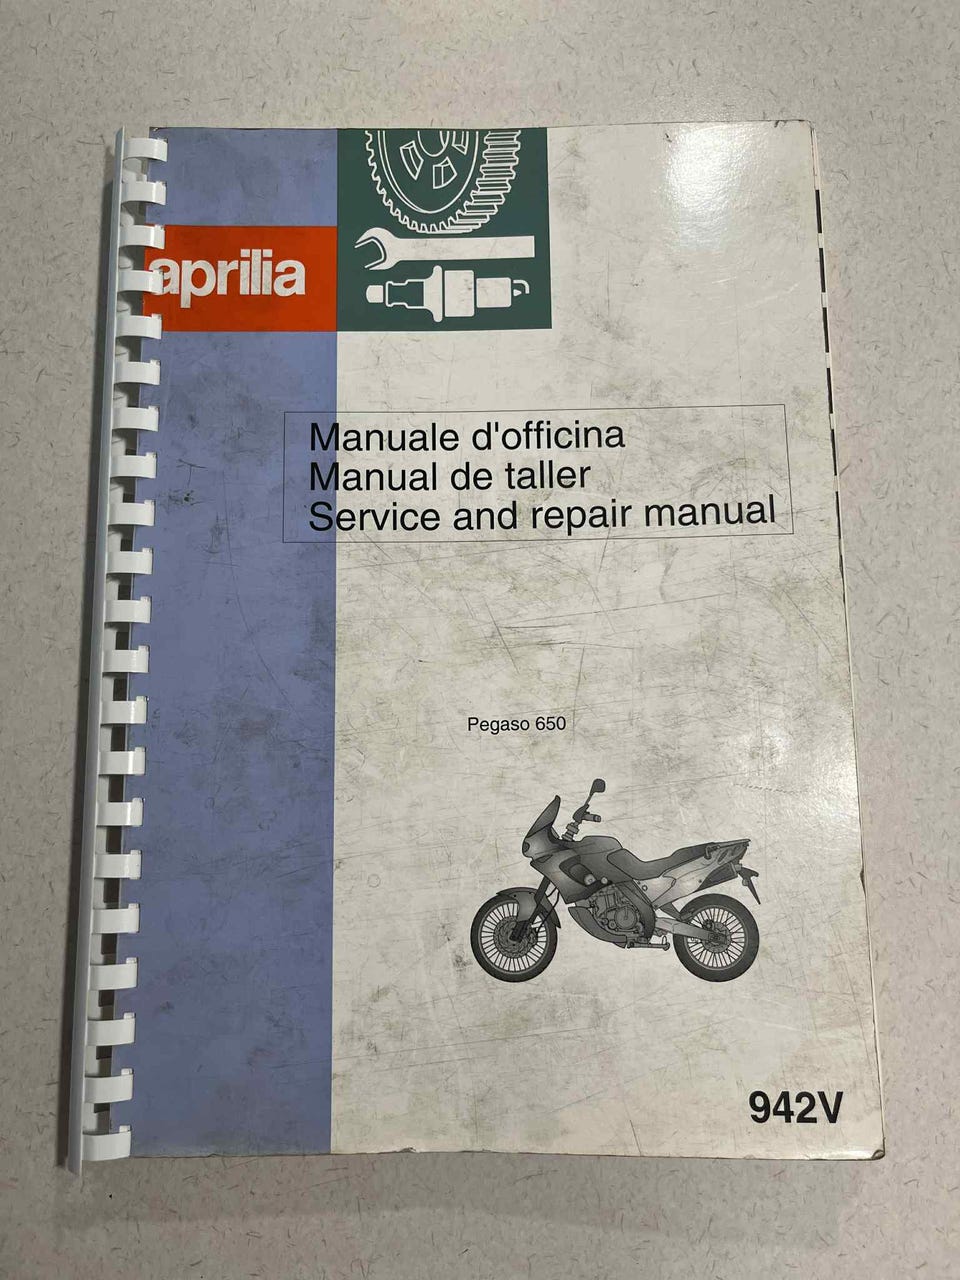 aprilia
Manuale d'officina
Manual de taller
Service and repair manual
Pegaso 650
942V